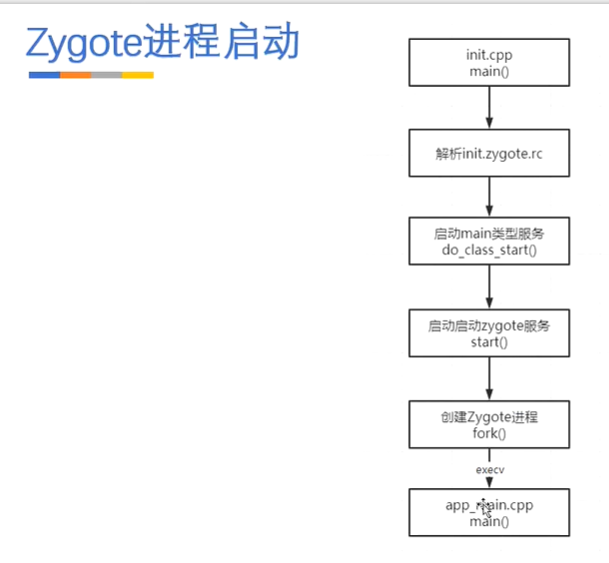 Zygote进程启动
init.cpp
main()
解析init.zygote.rc
启动main类型服务
do_class_start()
启动启动zygote服务
start()
创建Zygote进程
fork()
execv
app_main.cpp
main()